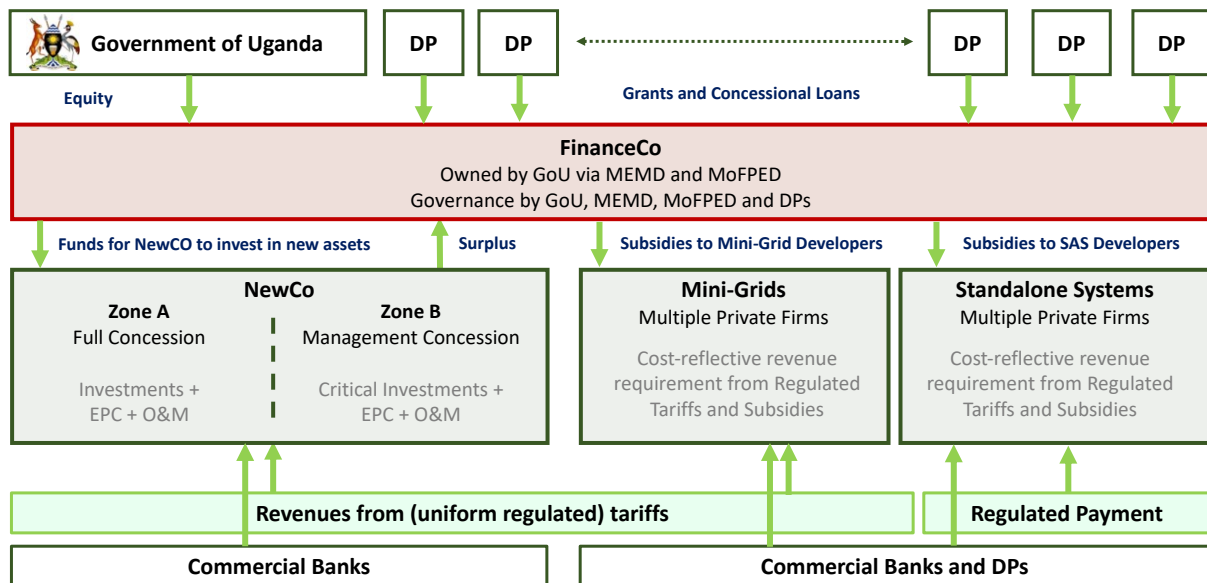 Government of Uganda
DP
DP
DP
DP
DP
Equity
Grants and Concessional Loans
FinanceCo
Owned by GoU via MEMD and MoFPED
Governance by GoU, MEMD, MoFPED and DPs
Funds for NewCO to invest in new assets
Surplus
Subsidies to Mini-Grid Developers
Subsidies to SAS Developers
NewCo
Zone A
Full Concession
Investments +
EPC + O&M
Zone B
Management Concession
Critical Investments +
EPC + O&M
Mini-Grids
Multiple Private Firms
Cost-reflective revenue
requirement from Regulated
Tariffs and Subsidies
Standalone Systems
Multiple Private Firms
Cost-reflective revenue
requirement from Regulated
Tariffs and Subsidies
Revenues from (uniform regulated) tariffs
Regulated Payment
Commercial Banks
Commercial Banks and DPs